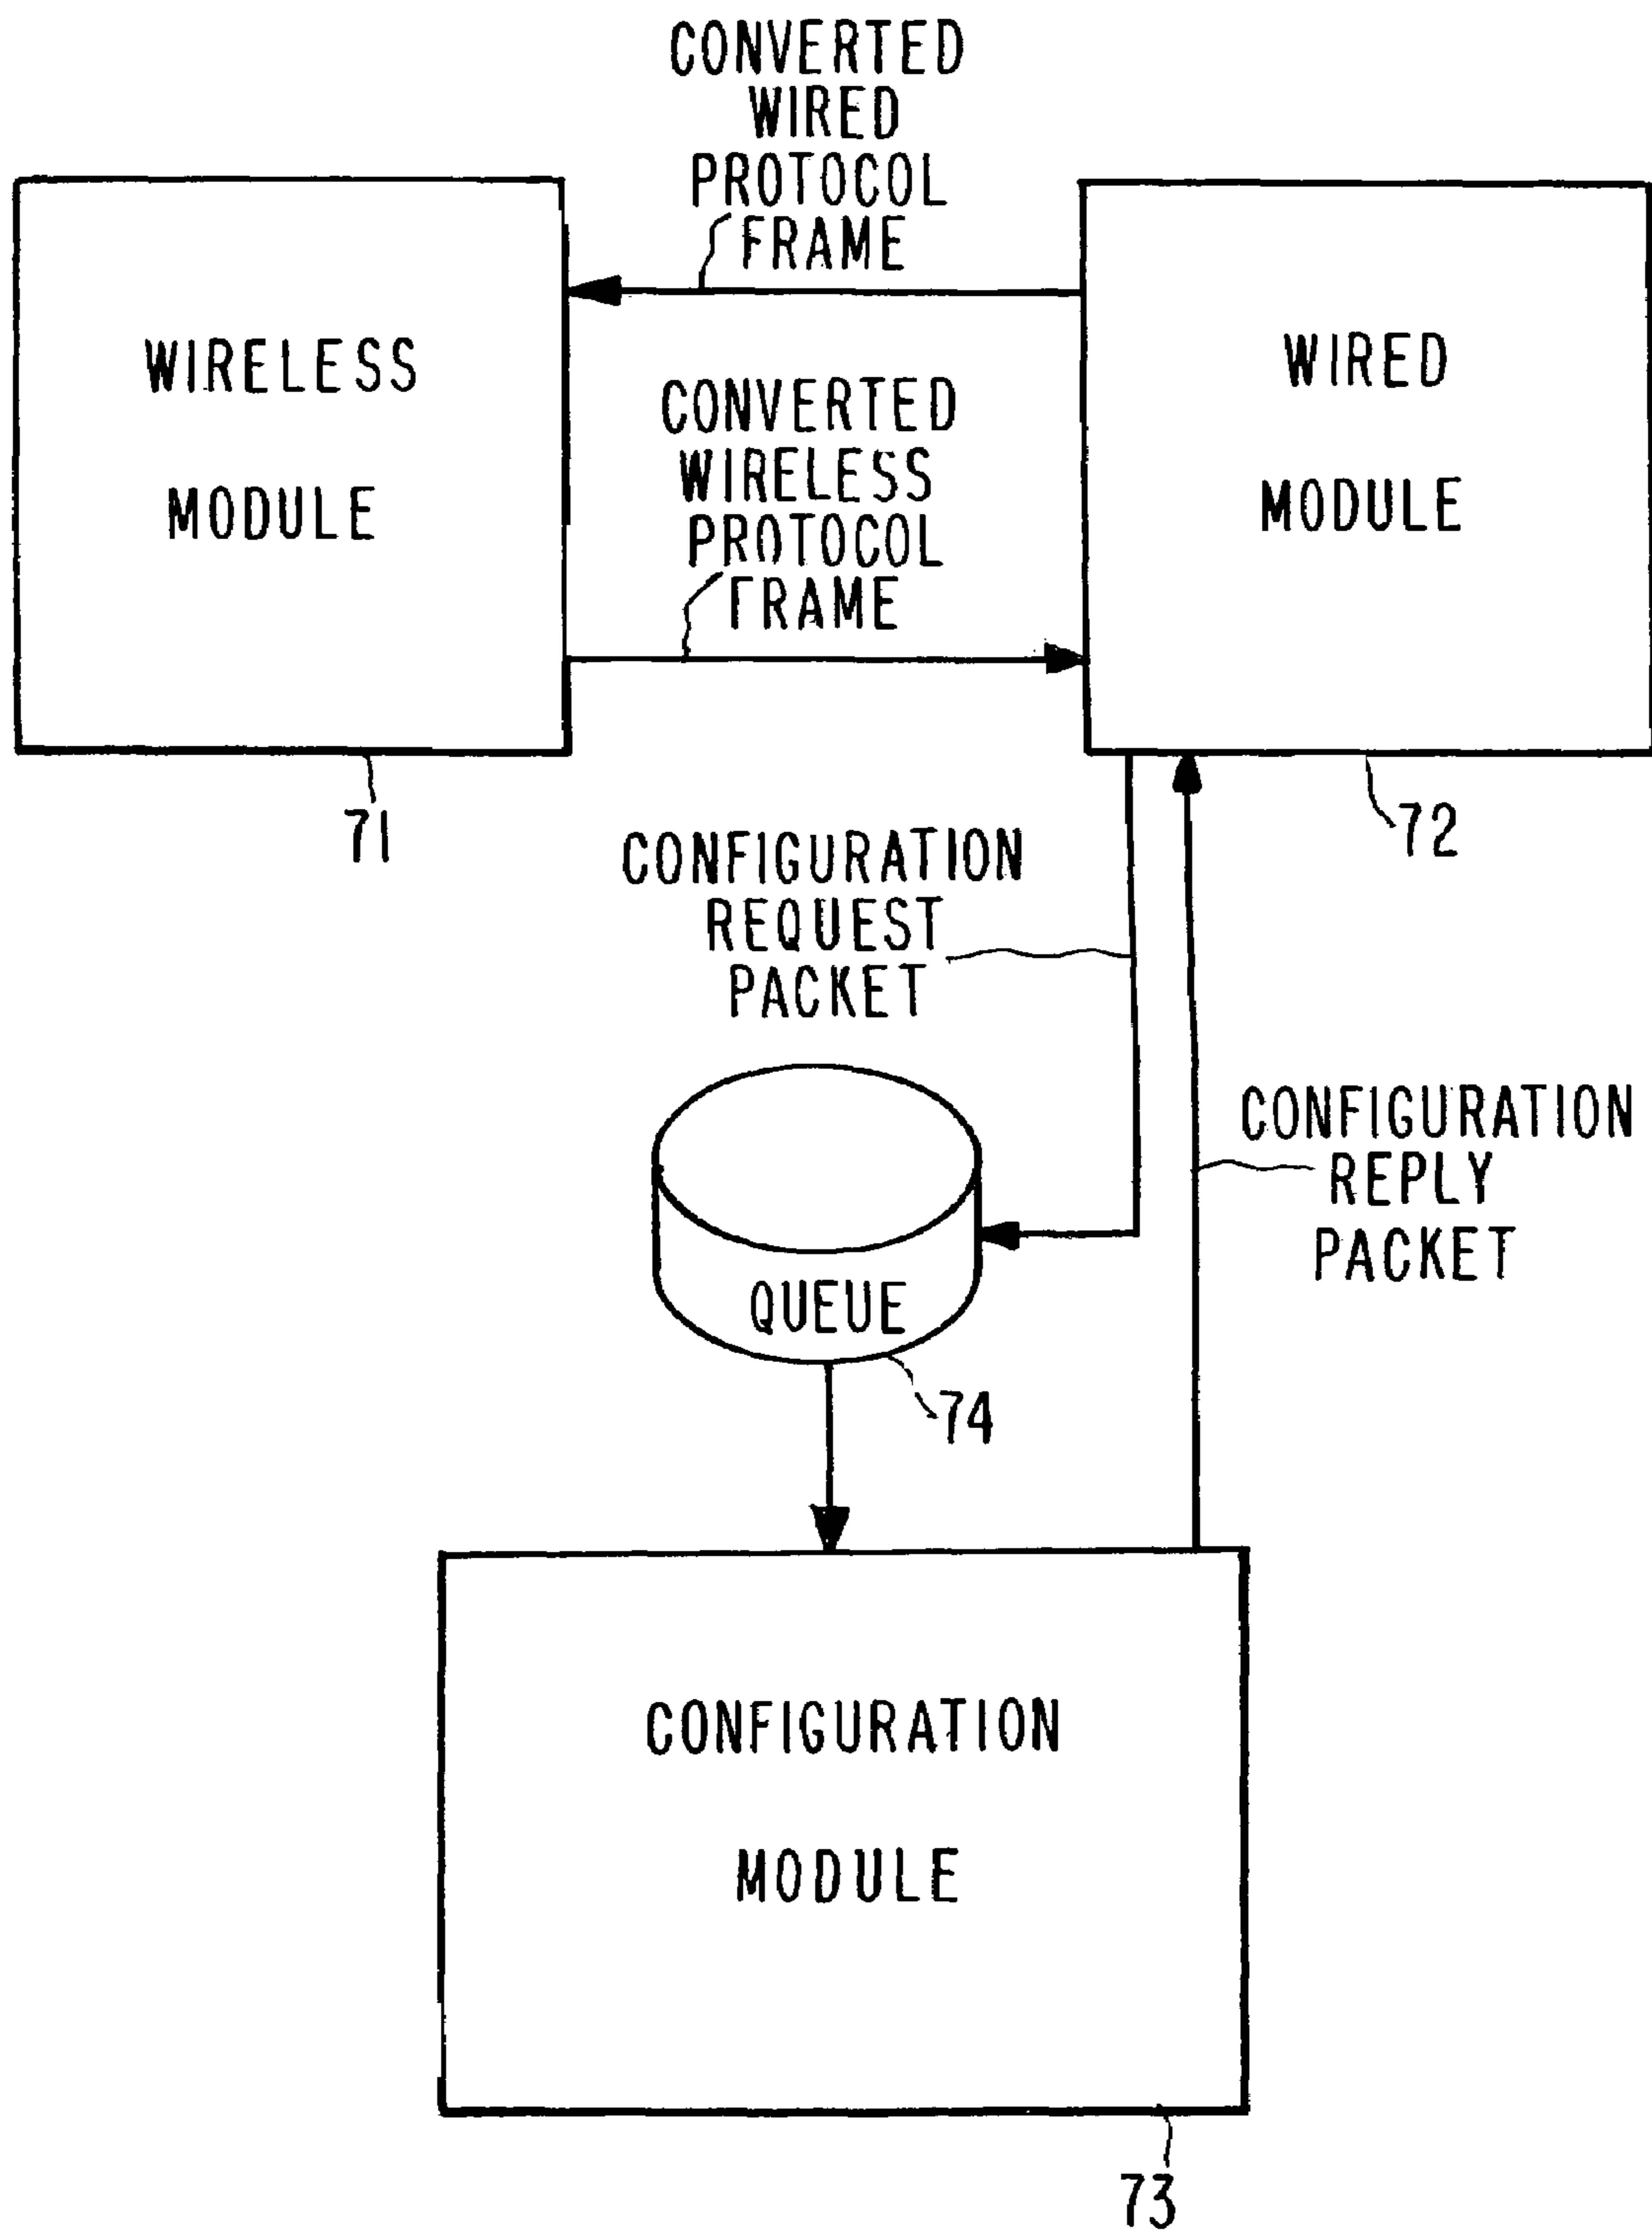 CONVERTED
WIRED
PROTOCOL
FRAME
WIRELESS
MODULE
CONVERTED
WIRELESS
PROTOCOL
FRAME
WIRED
MODULE
71
72
CONFIGURATION
REQUEST
PACKET
CONFIGURATION
REPLY
PACKET
QUEUE
74
CONFIGURATION
MODULE
73